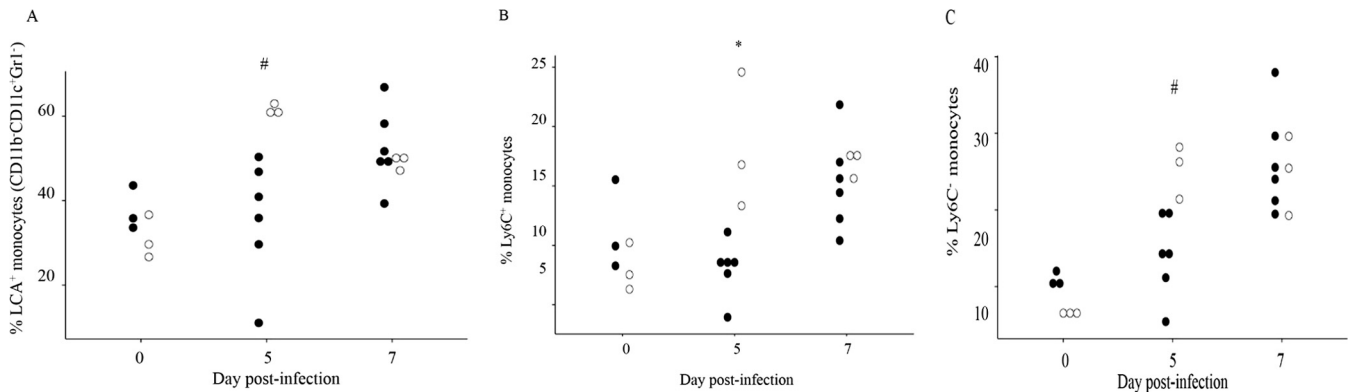 A
% LCA⁺ monocytes (CD11b⁻CD11c⁺Gr1⁻)
60
40
20
#
0
5
7
Day post-infection
B
% Ly6C⁺ monocytes
25
20
15
10
5
*
0
5
7
Day post-infection
C
% Ly6C⁻ monocytes
40
30
20
10
#
0
5
7
Day post-infection